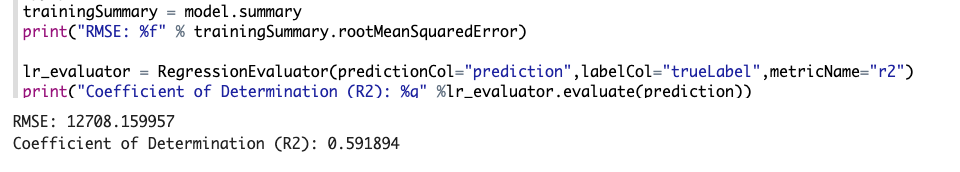 trainingSummary = model.summary
print("RMSE: %f" % trainingSummary.rootMeanSquaredError)
lr_evaluator = RegressionEvaluator(predictionCol="prediction",labelCol="trueLabel",metricName="r2")
print("Coefficient of Determination (R2): %g" %lr_evaluator.evaluate(prediction))
RMSE: 12708.159957
Coefficient of Determination (R2): 0.591894